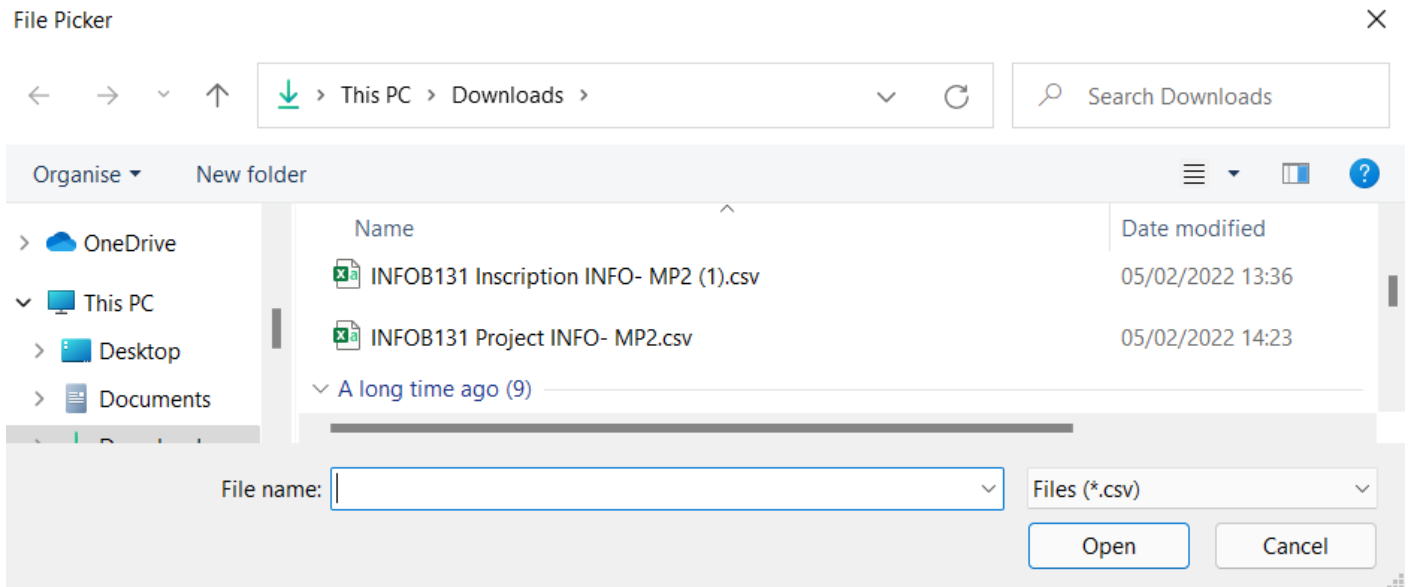 File Picker
This PC > Downloads >
Search Downloads
Organise
New folder
?
Name
Date modified
OneDrive
INFOB131 Inscription INFO- MP2 (1).csv
05/02/2022 13:36
This PC
Desktop
INFOB131 Project INFO- MP2.csv
05/02/2022 14:23
Documents
A long time ago (9)
File name:
Files (*.csv)
Open
Cancel